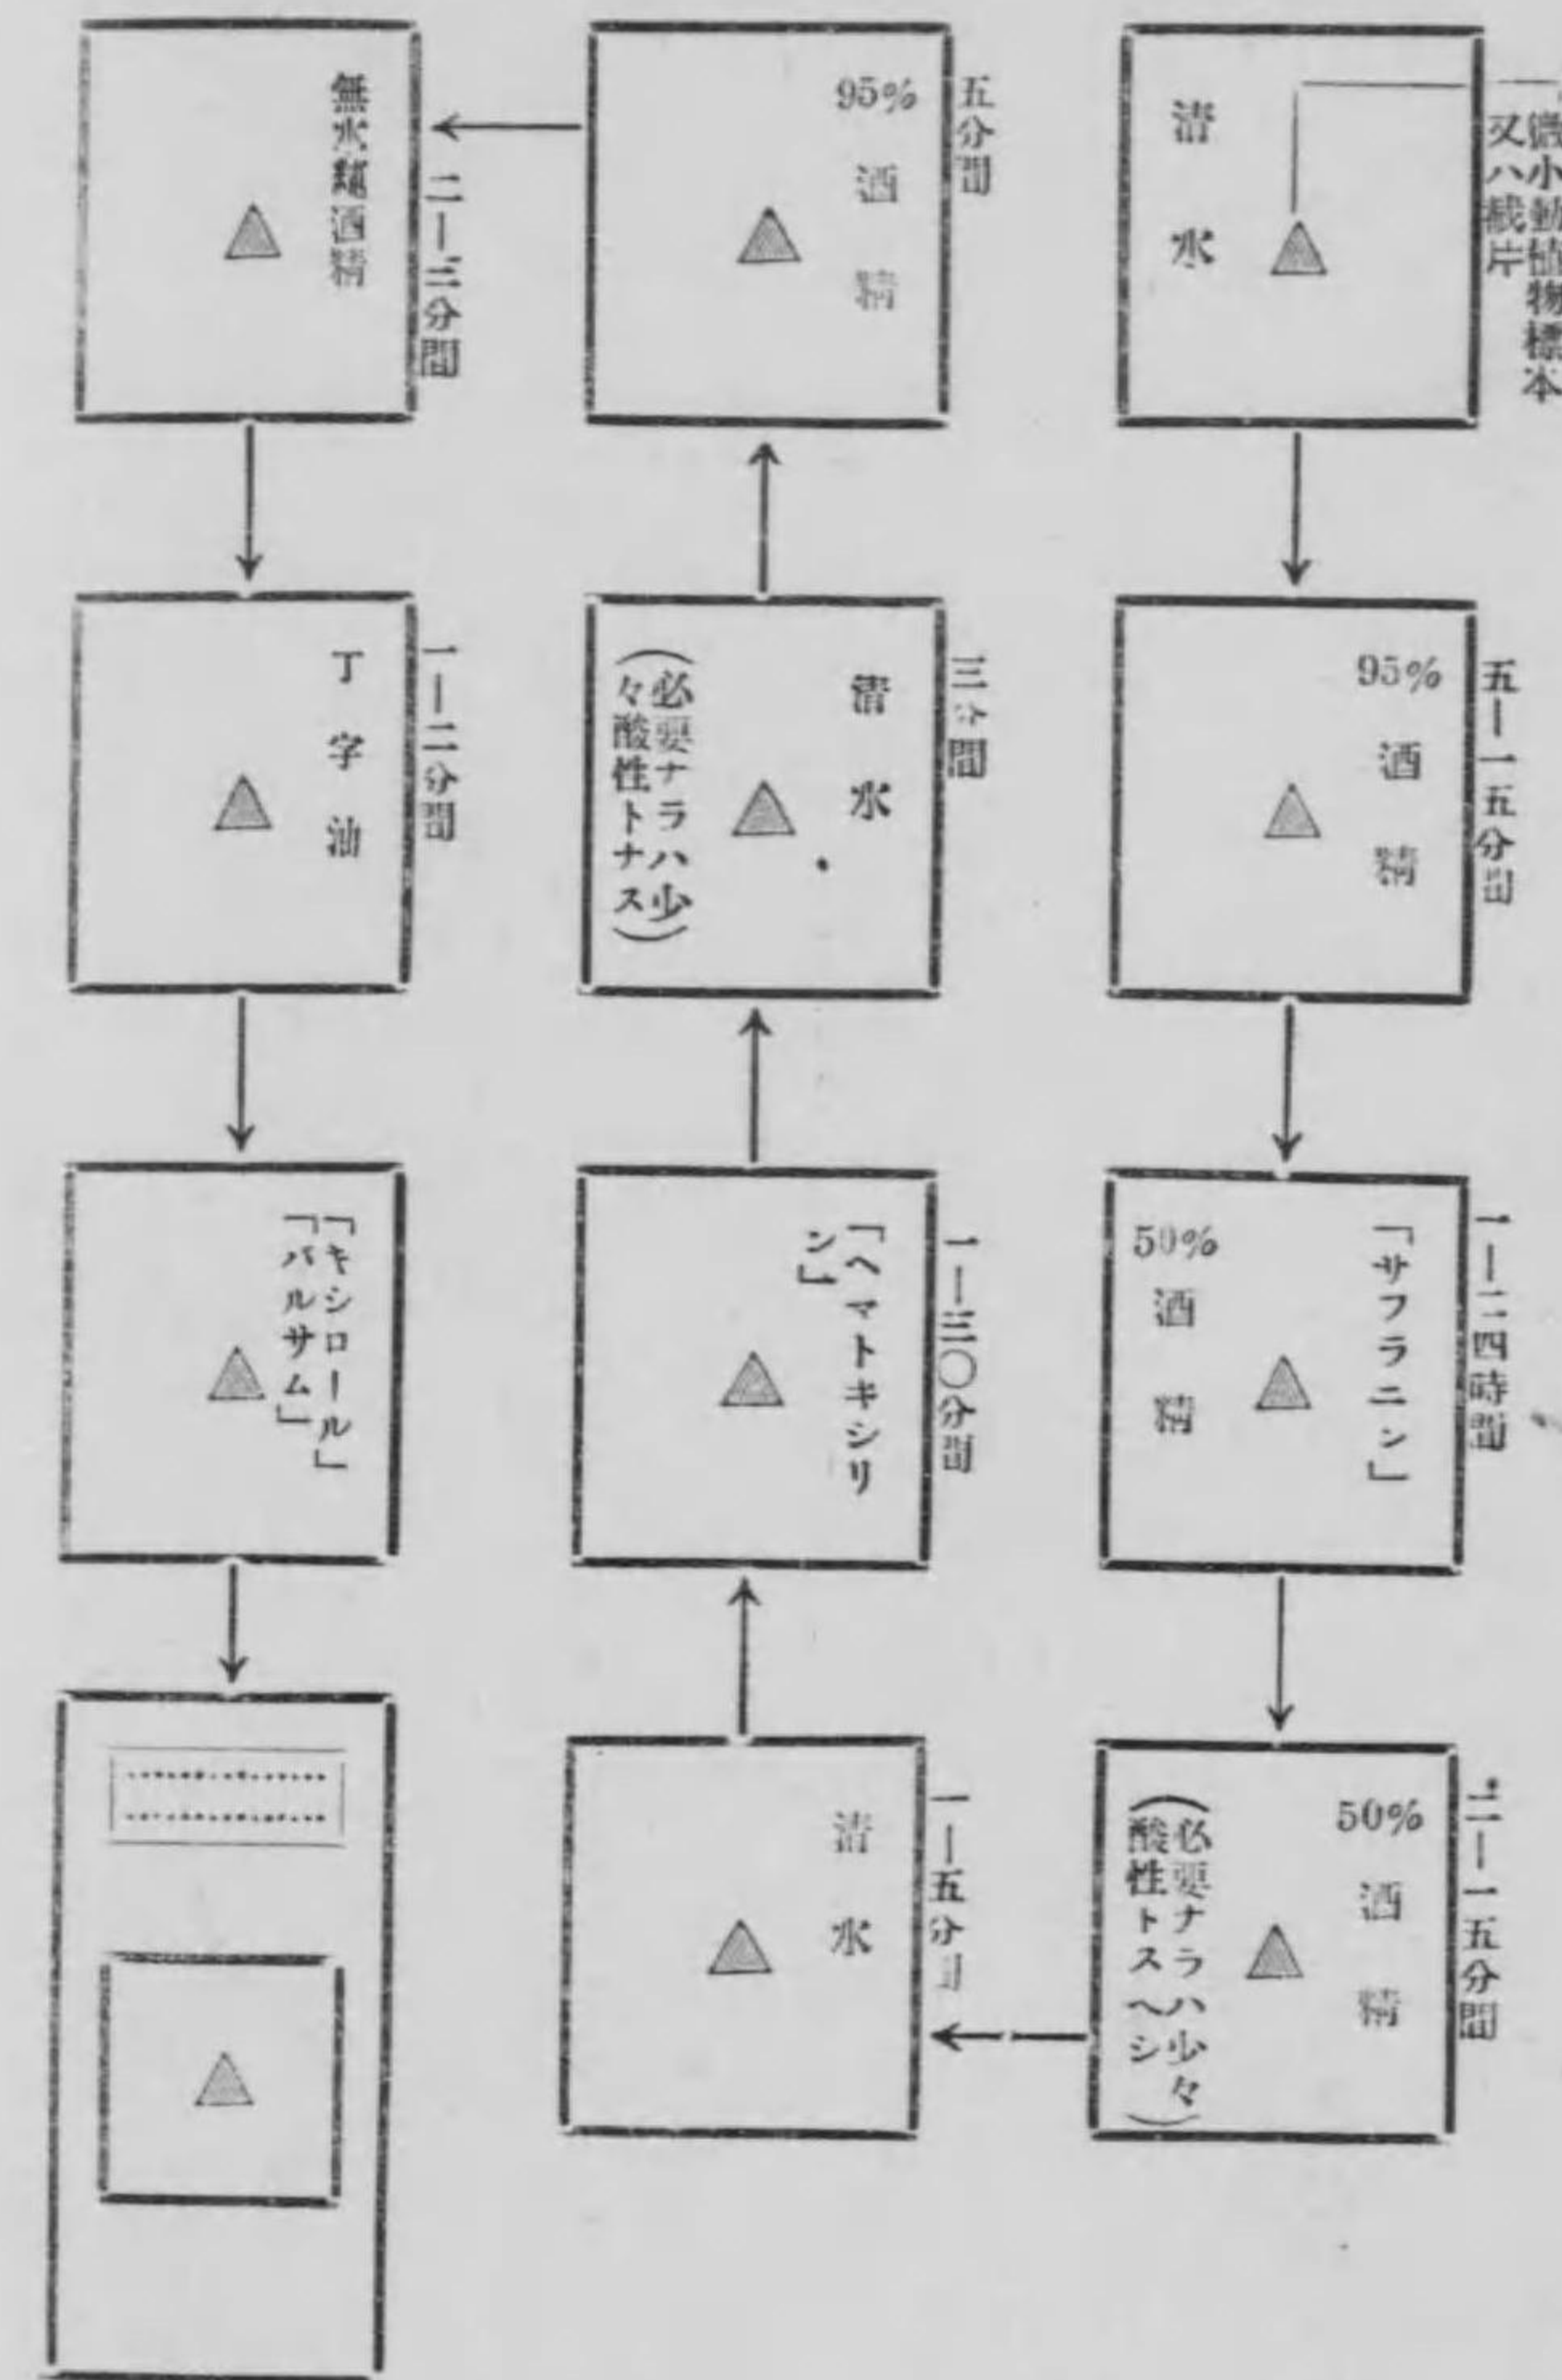 微小動植物標本
又ハ截片
清水
五―一五分間
95%酒精
一―二四時間
「サフラニン」
50%酒精
二―一五分間
50%酒精
(必要ナラハ少々
酸性トスヘシ)
一―五分間
清水
一―三〇分間
「ヘマトキシリ
ン」
三分間
清水
(必要ナラハ少
々酸性トナス)
五分間
95%酒精
二―三分間
無水純酒精
一―二分間
丁字油
「キシロール」
「バルサム」